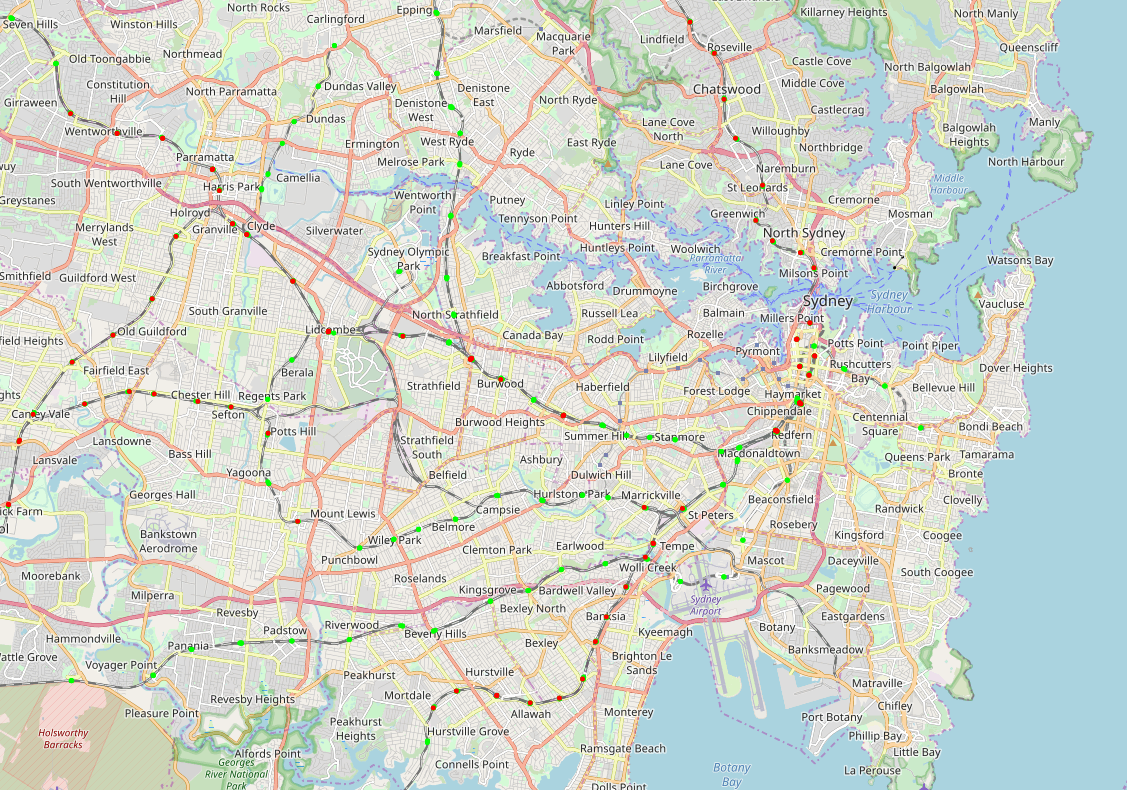 North Rocks
Epping
Killarney Heights
North Manly
Seven Hills
Winston Hills
Carlingford
Marsfield
Macquarie
Park
Lindfield
Roseville
Queenscliff
Old Toongabbie
Northmead
Castle Cove
North Balgowlah
Constitution
Hill
Dundas Valley
Denistone
East
Chatswood
Middle Cove
Balgowlah
Girraween
North Parramatta
Denistone
West
North Ryde
Castlecrag
Wentworthville
Dundas
Lane Cove
North
Willoughby
Manly
Ermington
West Ryde
East Ryde
Northbridge
Balgowlah
Heights
Parramatta
Melrose Park
Ryde
Lane Cove
Naremburn
North Harbour
South Wentworthville
Harris Park
Camellia
St Leonards
Middle
Harbour
Greystanes
Holroyd
Wentworth
Point
Putney
Linley Point
Cremorne
Mosman
Merrylands
West
Granville
Clyde
Silverwater
Tennyson Point
Hunters Hill
Greenwich
North Sydney
Sydney Olympic
Park
Breakfast Point
Huntleys Point
Woolwich
Parramatta
River
Cremorne Point
Watsons Bay
Smithfield
Guildford West
Milsons Point
Abbotsford
Drummoyne
Birchgrove
Sydney
Sydney
Harbour
Vaucluse
South Granville
North Strathfield
Russell Lea
Balmain
Millers Point
Old Guildford
Lidcombe
Canada Bay
Rodd Point
Rozelle
Potts Point
Point Piper
field Heights
Lilyfield
Pyrmont
Rushcutters
Bay
Dover Heights
Fairfield East
Berala
Strathfield
Burwood
Haberfield
Forest Lodge
Bellevue Hill
Chester Hill
Regents Park
Haymarket
Canley Vale
Sefton
Burwood Heights
Chippendale
Centennial
Square
Bondi Beach
Potts Hill
Summer Hill
Stanmore
Redfern
Lansdowne
Strathfield
South
Macdonaldtown
Queens Park
Tamarama
Lansvale
Bass Hill
Ashbury
Bronte
Yagoona
Belfield
Dulwich Hill
Georges Hall
Hurlstone Park
Marrickville
Beaconsfield
Clovelly
Randwick
ick Farm
Mount Lewis
Campsie
St Peters
Rosebery
Bankstown
Aerodrome
Belmore
Kingsford
Coogee
Wiley Park
Clemton Park
Earlwood
Tempe
Punchbowl
Mascot
Daceyville
Moorebank
Roselands
Wolli Creek
South Coogee
Milperra
Kingsgrove
Bardwell Valley
Sydney
Airport
Pagewood
Revesby
Bexley North
Banksia
Eastgardens
Hammondville
Padstow
Riverwood
Beverly Hills
Kyeemagh
Botany
Panania
Bexley
Banksmeadow
attle Grove
Voyager Point
Peakhurst
Hurstville
Brighton Le
Sands
Matraville
Revesby Heights
Mortdale
Chifley
Pleasure Point
Peakhurst
Heights
Allawah
Monterey
Port Botany
Holsworthy
Barracks
Hurstville Grove
Phillip Bay
Alfords Point
Ramsgate Beach
Little Bay
Georges
River National
Park
Connells Point
Botany
Bay
La Perouse
Dolls Point